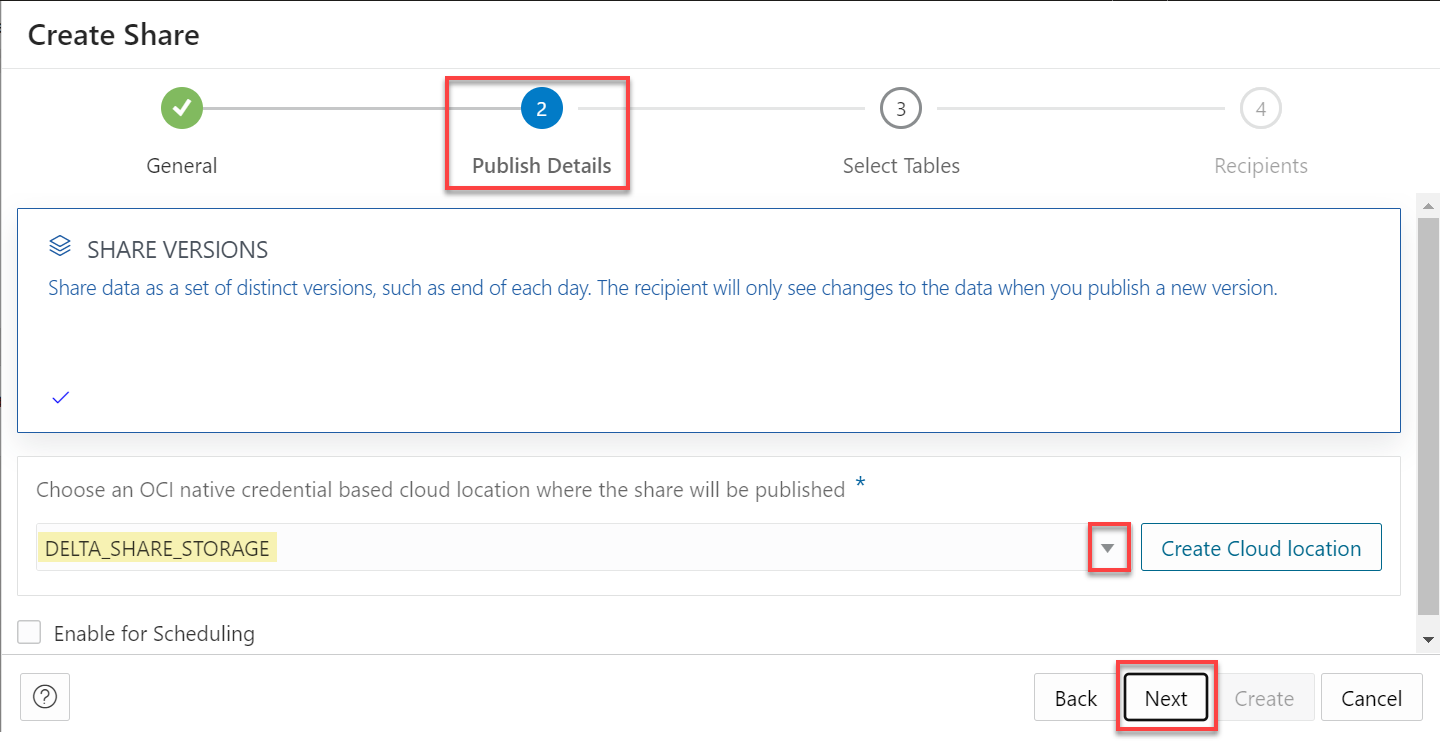 Create Share
2
3
4
General
Publish Details
Select Tables
Recipients
SHARE VERSIONS
Share data as a set of distinct versions, such as end of each day. The recipient will only see changes to the data when you publish a new version.
Choose an OCI native credential based cloud location where the share will be published *
DELTA_SHARE_STORAGE
Create Cloud location
Enable for Scheduling
?
Back
Next
Create
Cancel